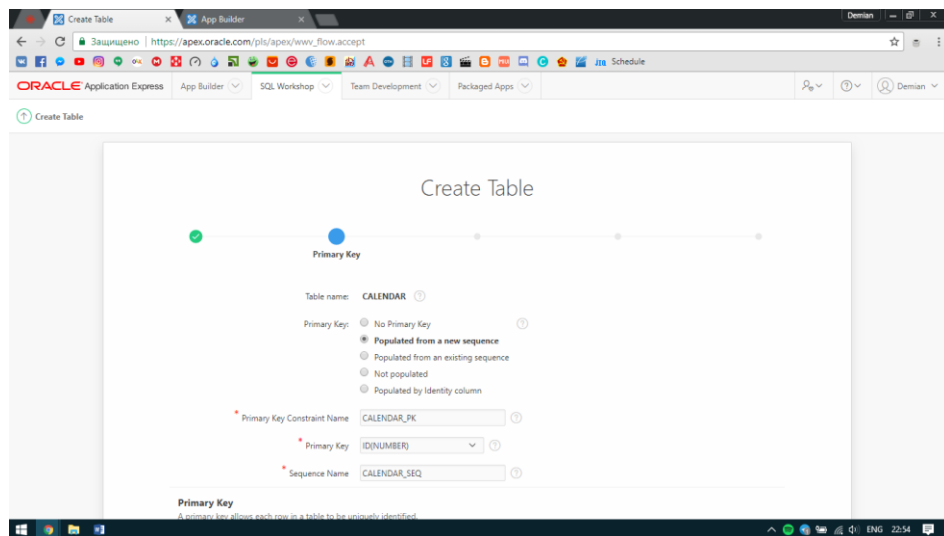 Create Table
App Builder
Demian
Защищено https://apex.oracle.com/pls/apex/wwv_flow.accept
Schedule
ORACLE Application Express App Builder SQL Workshop Team Development Packaged Apps Demian
Create Table
Create Table
Primary Key
Table name: CALENDAR
Primary Key: No Primary Key
Populated from a new sequence
Populated from an existing sequence
Not populated
Populated by Identity column
* Primary Key Constraint Name CALENDAR_PK
* Primary Key ID(NUMBER)
* Sequence Name CALENDAR_SEQ
Primary Key
A primary key allows each row in a table to be uniquely identified.
ENG 22:54